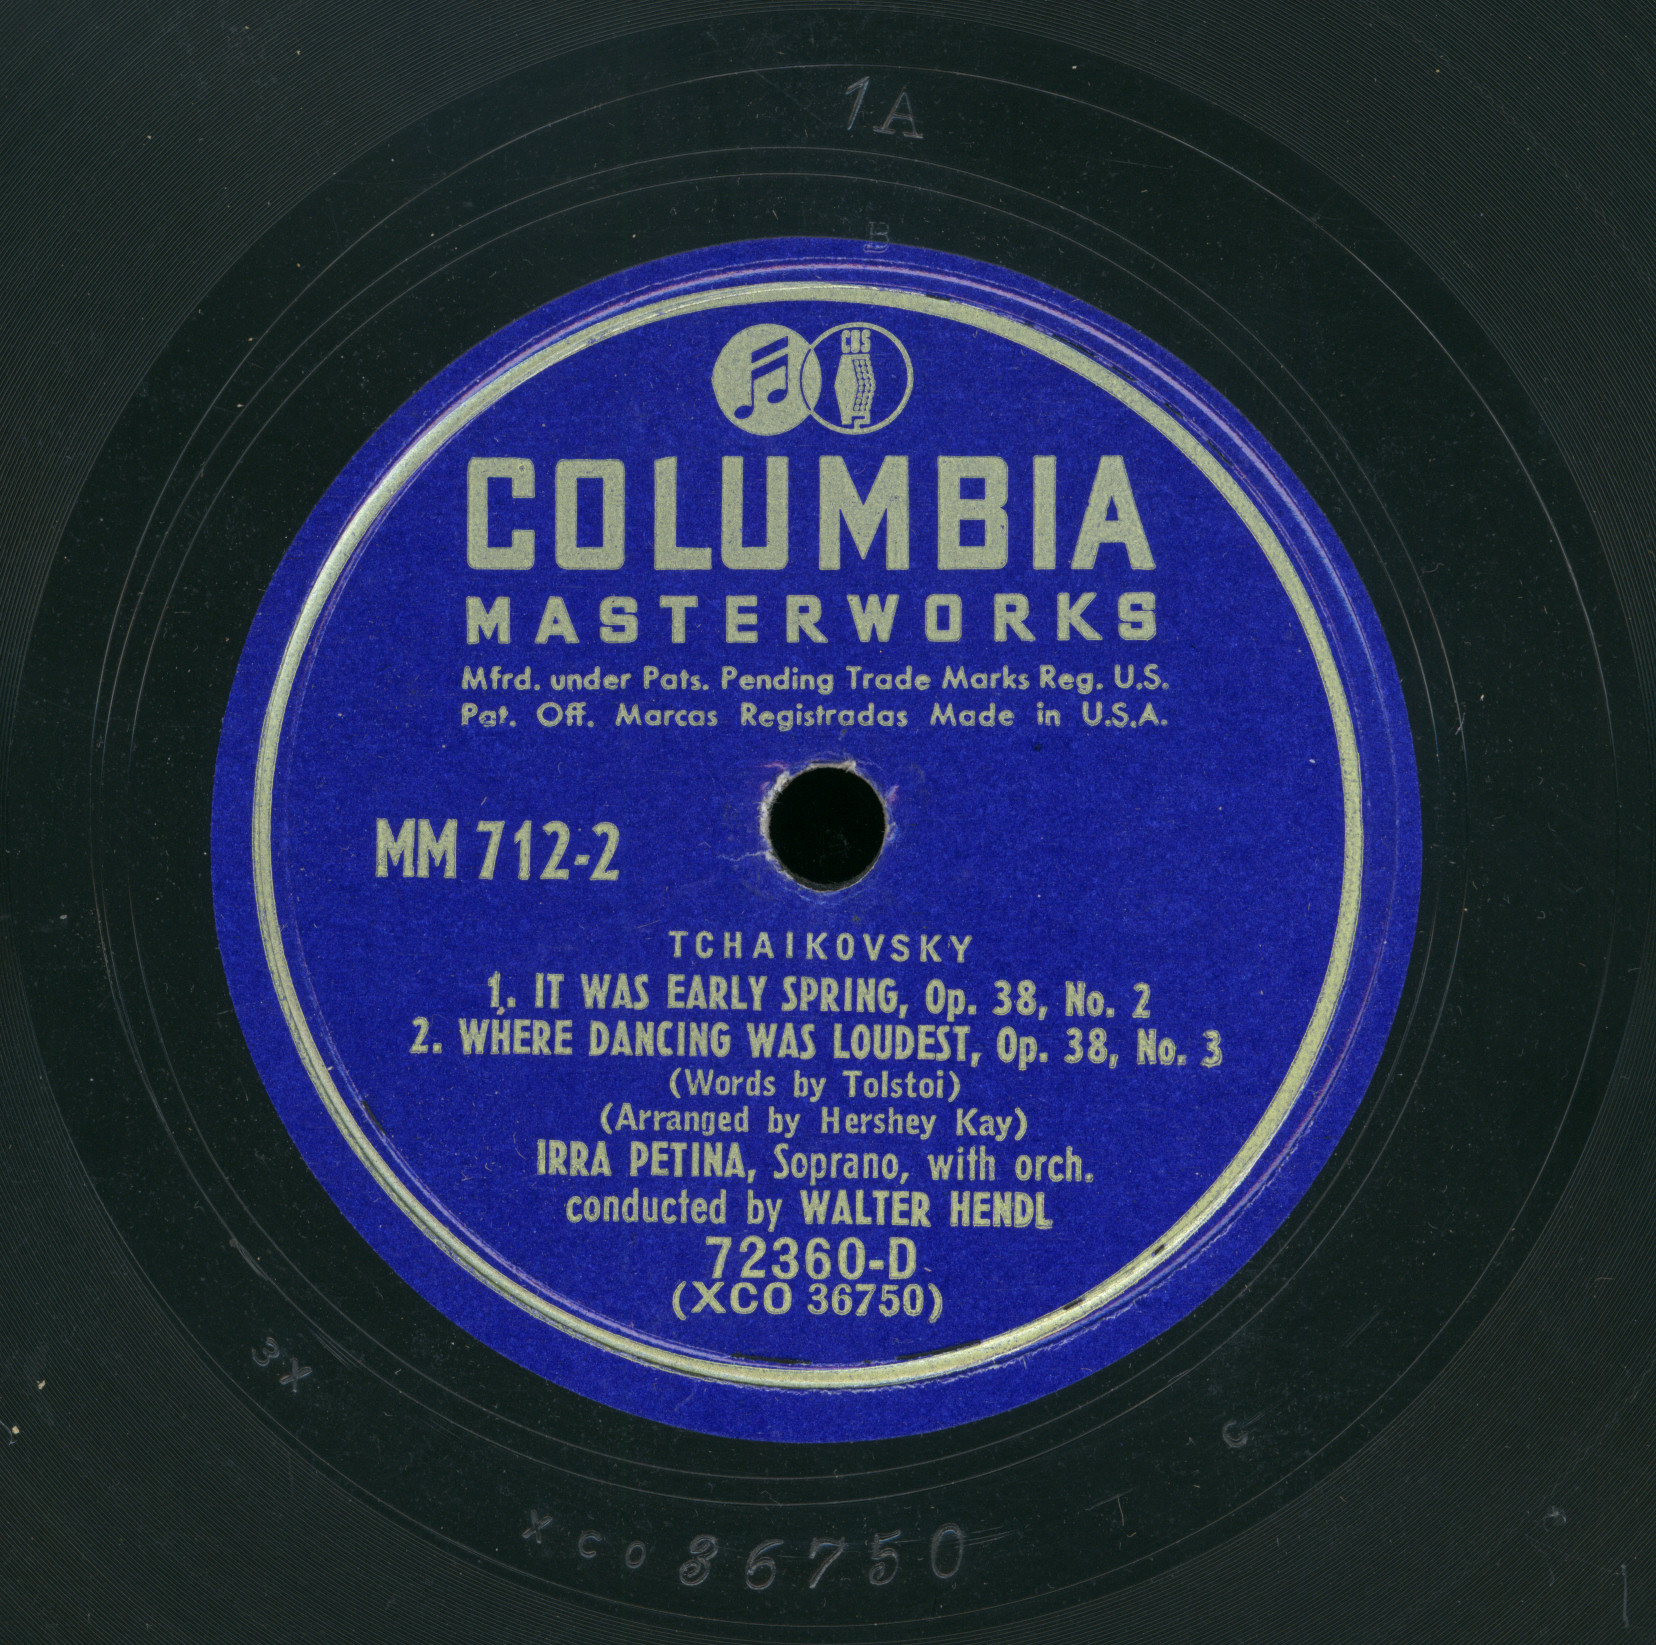 1A
B
CBS
COLUMBIA
MASTERWORKS
Mfrd. under Pats. Pending Trade Marks Reg. U.S.
Pat. Off. Marcas Registradas Made in U.S.A.
MM 712-2
TCHAIKOVSKY
1. IT WAS EARLY SPRING, Op. 38, No. 2
2. WHERE DANCING WAS LOUDEST, Op. 38, No. 3
(Words by Tolstoi)
(Arranged by Hershey Kay)
IRRA PETINA, Soprano, with orch.
conducted by WALTER HENDL
72360-D
(XCO 36750)
3X
C
XCO 36750